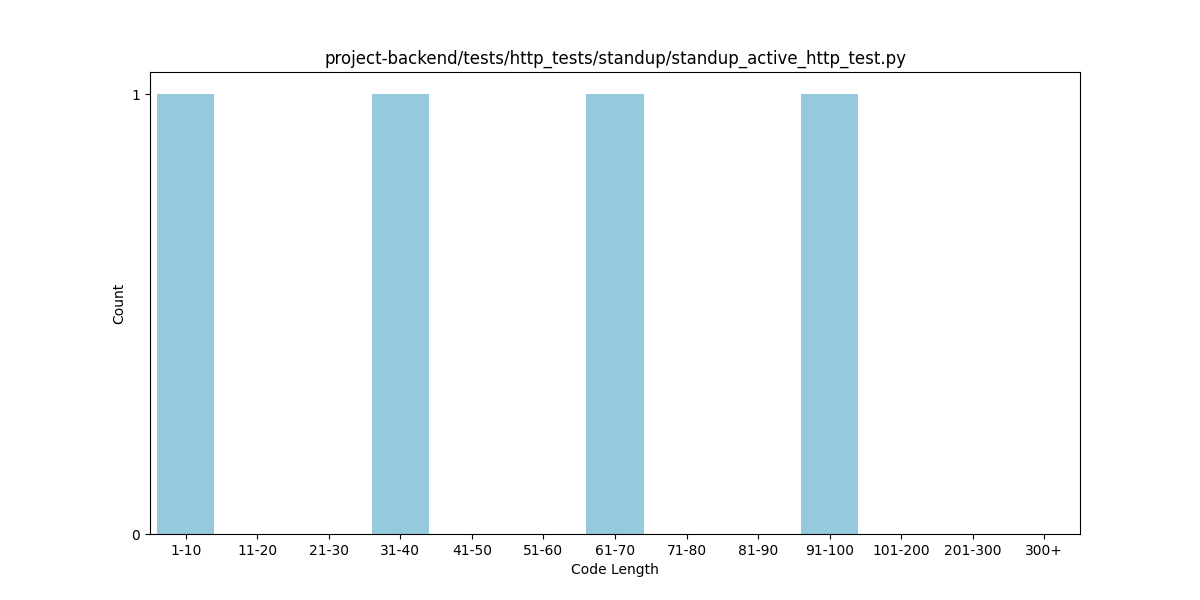 project-backend/tests/http_tests/standup/standup_active_http_test.py
1
Count
0
1-10 11-20 21-30 31-40 41-50 51-60 61-70 71-80 81-90 91-100 101-200 201-300 300+
Code Length